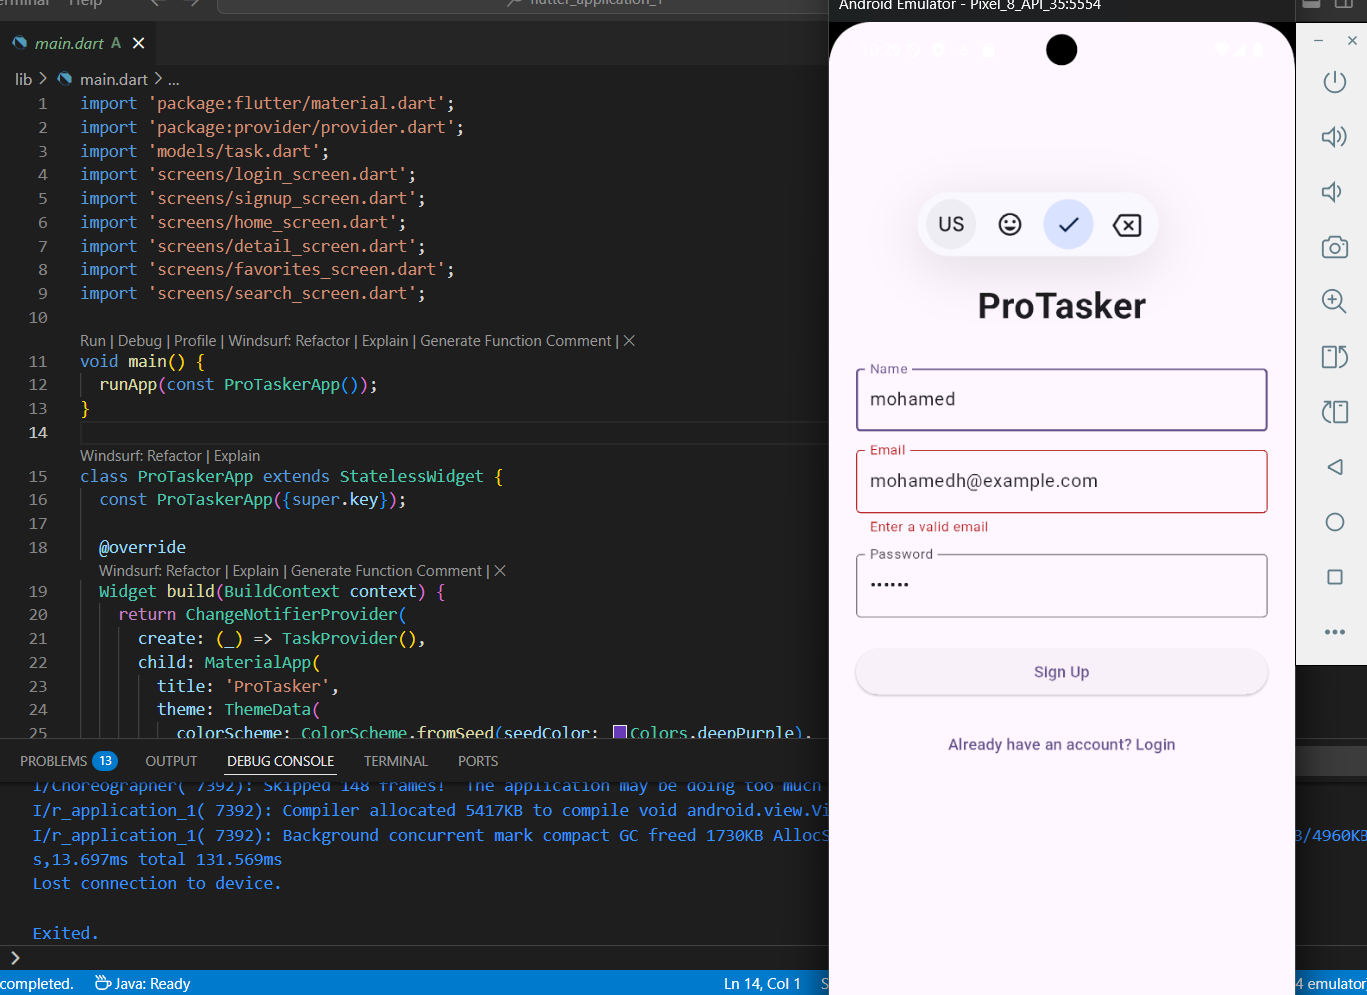 Help
flutter_application_1
Android Emulator - Pixel_8_API_35:5554
main.dart A
lib > main.dart > ...
1 import 'package:flutter/material.dart';
2 import 'package:provider/provider.dart';
3 import 'models/task.dart';
4 import 'screens/login_screen.dart';
5 import 'screens/signup_screen.dart';
6 import 'screens/home_screen.dart';
7 import 'screens/detail_screen.dart';
8 import 'screens/favorites_screen.dart';
9 import 'screens/search_screen.dart';
10
Run | Debug | Profile | Windsurf: Refactor | Explain | Generate Function Comment | ×
11 void main() {
12 runApp(const ProTaskerApp());
13 }
14
Windsurf: Refactor | Explain
15 class ProTaskerApp extends StatelessWidget {
16 const ProTaskerApp({super.key});
17
18 @override
Windsurf: Refactor | Explain | Generate Function Comment | ×
19 Widget build(BuildContext context) {
20 return ChangeNotifierProvider(
21 create: (_) => TaskProvider(),
22 child: MaterialApp(
23 title: 'ProTasker',
24 theme: ThemeData(
25 colorScheme: ColorScheme.fromSeed(seedColor: Colors.deepPurple),
PROBLEMS 13 OUTPUT DEBUG CONSOLE TERMINAL PORTS
I/Choreographer( 7392): Skipped 148 frames! The application may be doing too much
I/r_application_1( 7392): Compiler allocated 5417KB to compile void android.view.Vi
I/r_application_1( 7392): Background concurrent mark compact GC freed 1730KB AllocS
/4960KB
s,13.697ms total 131.569ms
Lost connection to device.
Exited.
completed. Java: Ready
Ln 14, Col 1
4 emulator
US
ProTasker
Name
mohamed
Email
mohamedh@example.com
Enter a valid email
Password
••••••
Sign Up
Already have an account? Login